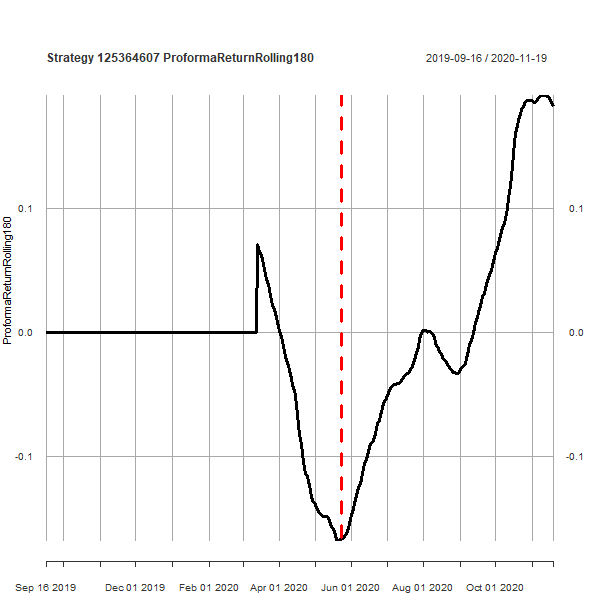 Strategy 125364607 ProformaReturnRolling180
2019-09-16 / 2020-11-19
ProformaReturnRolling180
0.1
0.1
0.0
0.0
-0.1
-0.1
Sep 16 2019
Dec 01 2019
Feb 01 2020
Apr 01 2020
Jun 01 2020
Aug 01 2020
Oct 01 2020